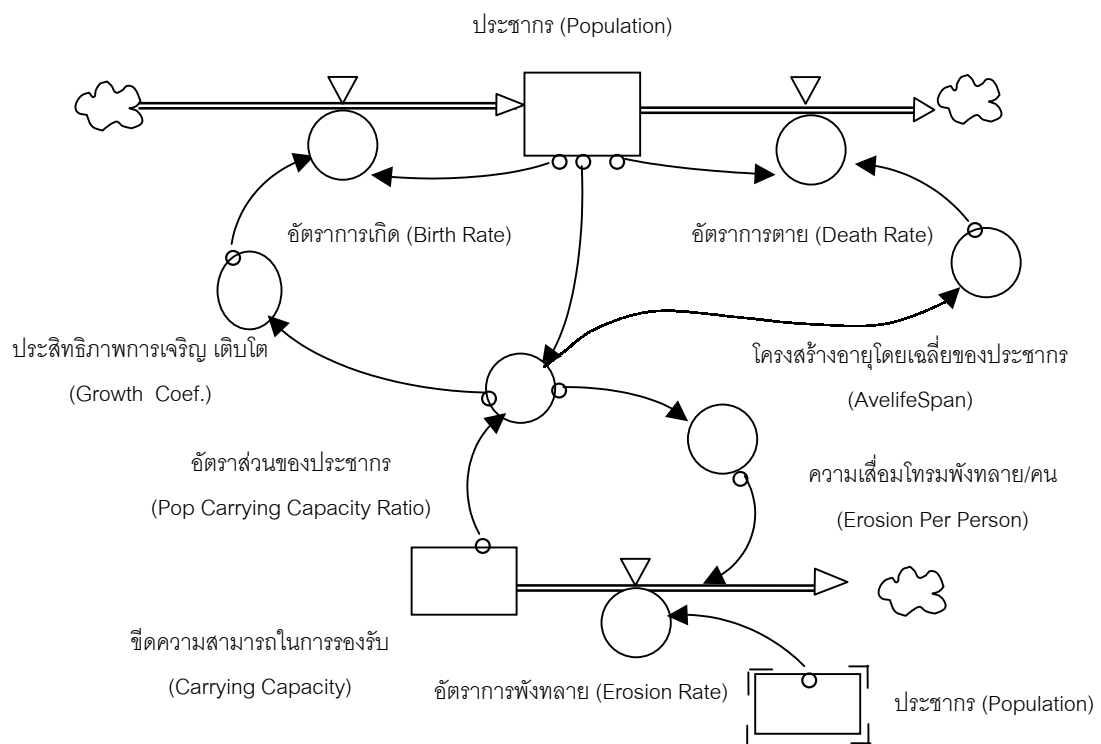 ประชากร (Population)
อัตราการเกิด (Birth Rate)
อัตราการตาย (Death Rate)
ประสิทธิภาพการเจริญ เติบโต
(Growth Coef.)
โครงสร้างอายุโดยเฉลี่ยของประชากร
(AvelifeSpan)
อัตราส่วนของประชากร
(Pop Carrying Capacity Ratio)
ความเสื่อมโทรมพังทลาย/คน
(Erosion Per Person)
ขีดความสามารถในการรองรับ
(Carrying Capacity)
อัตราการพังทลาย (Erosion Rate)
ประชากร (Population)